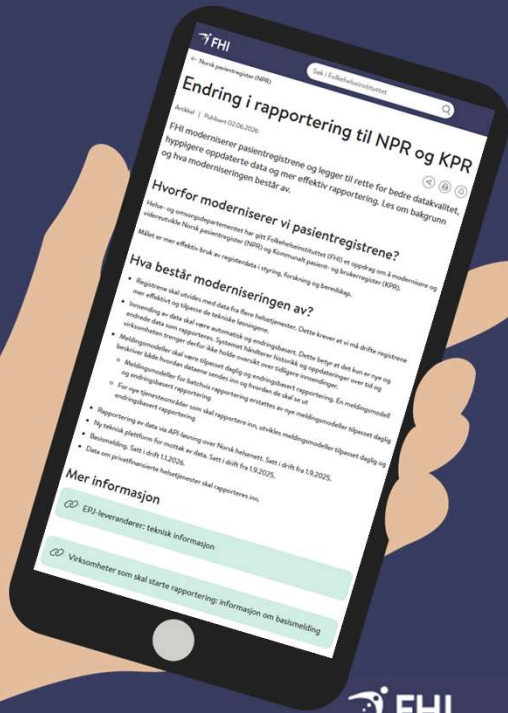 FHI
Søk i Folkehelseinstituttet
← Norsk pasientregister (NPR)
Endring i rapportering til NPR og KPR
Artikkel | Publisert 02.06.2026
FHI moderniserer pasientregistrene og legger til rette for bedre datakvalitet,
hyppigere oppdaterte data og mer effektiv rapportering. Les om bakgrunn
og hva moderniseringen består av.
Hvorfor moderniserer vi pasientregistrene?
Helse- og omsorgsdepartementet har gitt Folkehelseinstituttet (FHI) et oppdrag om å modernisere og
videreutvikle Norsk pasientregister (NPR) og Kommunalt pasient- og brukerregister (KPR).
Målet er mer effektiv bruk av registerdata i styring, forskning og beredskap.
Hva består moderniseringen av?
• Registrene skal utvides med data fra flere helsetjenester. Dette krever at vi må drifte registrene
mer effektivt og tilpasse de tekniske løsningene.
• Innsending av data skal være automatisk og endringsbasert. Dette betyr at det kun er nye og
endrede data som rapporteres. Systemet håndterer historikk og oppdateringer over tid og
virksomheten trenger derfor ikke holde oversikt over tidligere innsendinger.
• Meldingsmodeller skal være tilpasset daglig og endringsbasert rapportering. En meldingsmodell
beskriver både hvordan dataene sendes inn og hvordan de skal se ut
○ Meldingsmodeller for batchvis rapportering erstattes av nye meldingsmodeller tilpasset daglig
og endringsbasert rapportering
○ For nye tjenesteområder som skal rapportere inn, utvikles meldingsmodeller tilpasset daglig og
endringsbasert rapportering
• Rapportering av data via API-løsning over Norsk helsenett. Satt i drift fra 1.9.2025.
• Ny teknisk plattform for mottak av data. Satt i drift fra 1.9.2025.
• Basismelding. Satt i drift 1.1.2026.
• Data om privatfinansierte helsetjenester skal rapporteres inn.
Mer informasjon
EPJ-leverandører: teknisk informasjon
Virksomheter som skal starte rapportering: informasjon om basismelding
FHI